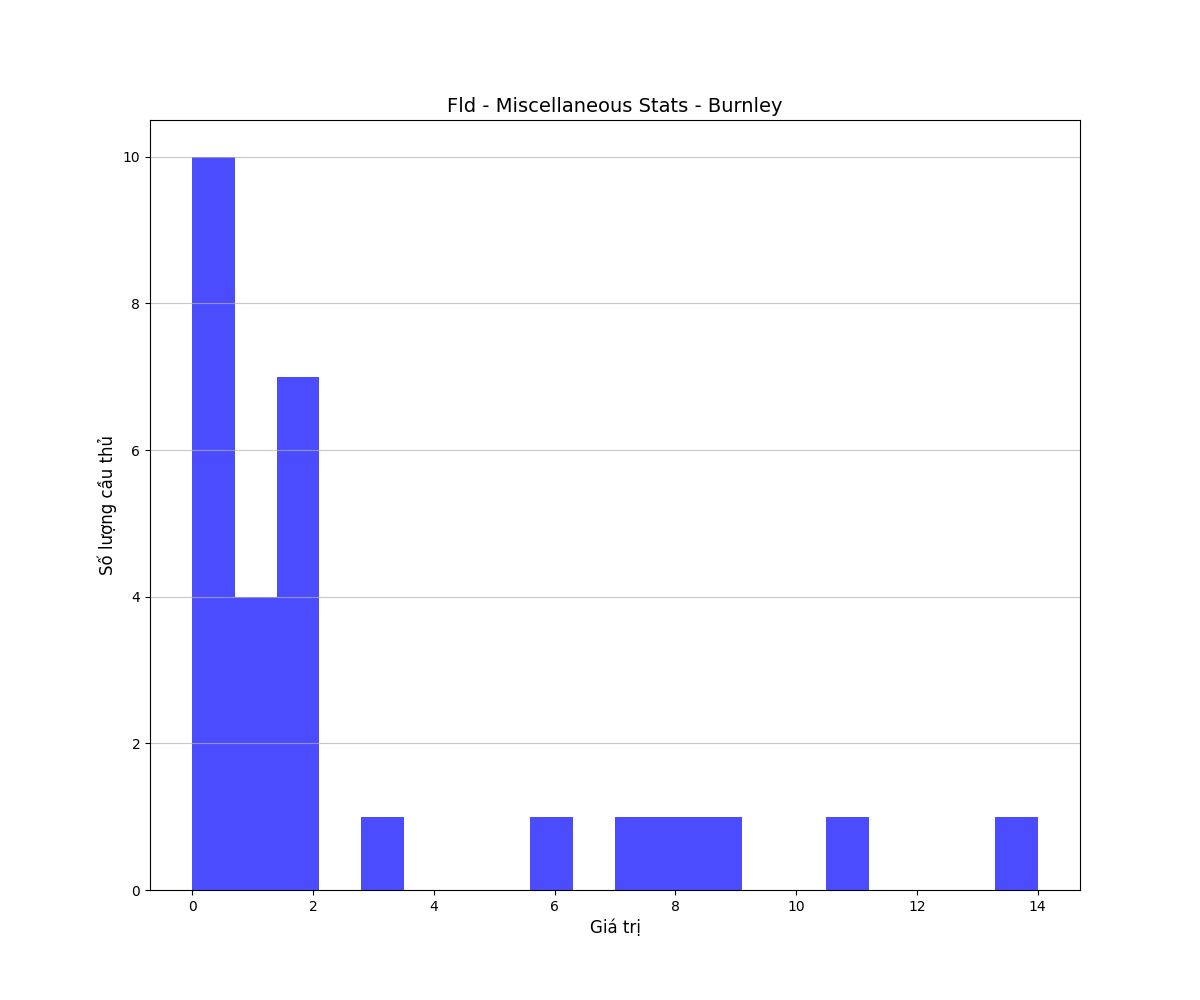 Fld - Miscellaneous Stats - Burnley
10
8
6
4
2
0
Số lượng cầu thủ
0 2 4 6 8 10 12 14
Giá trị